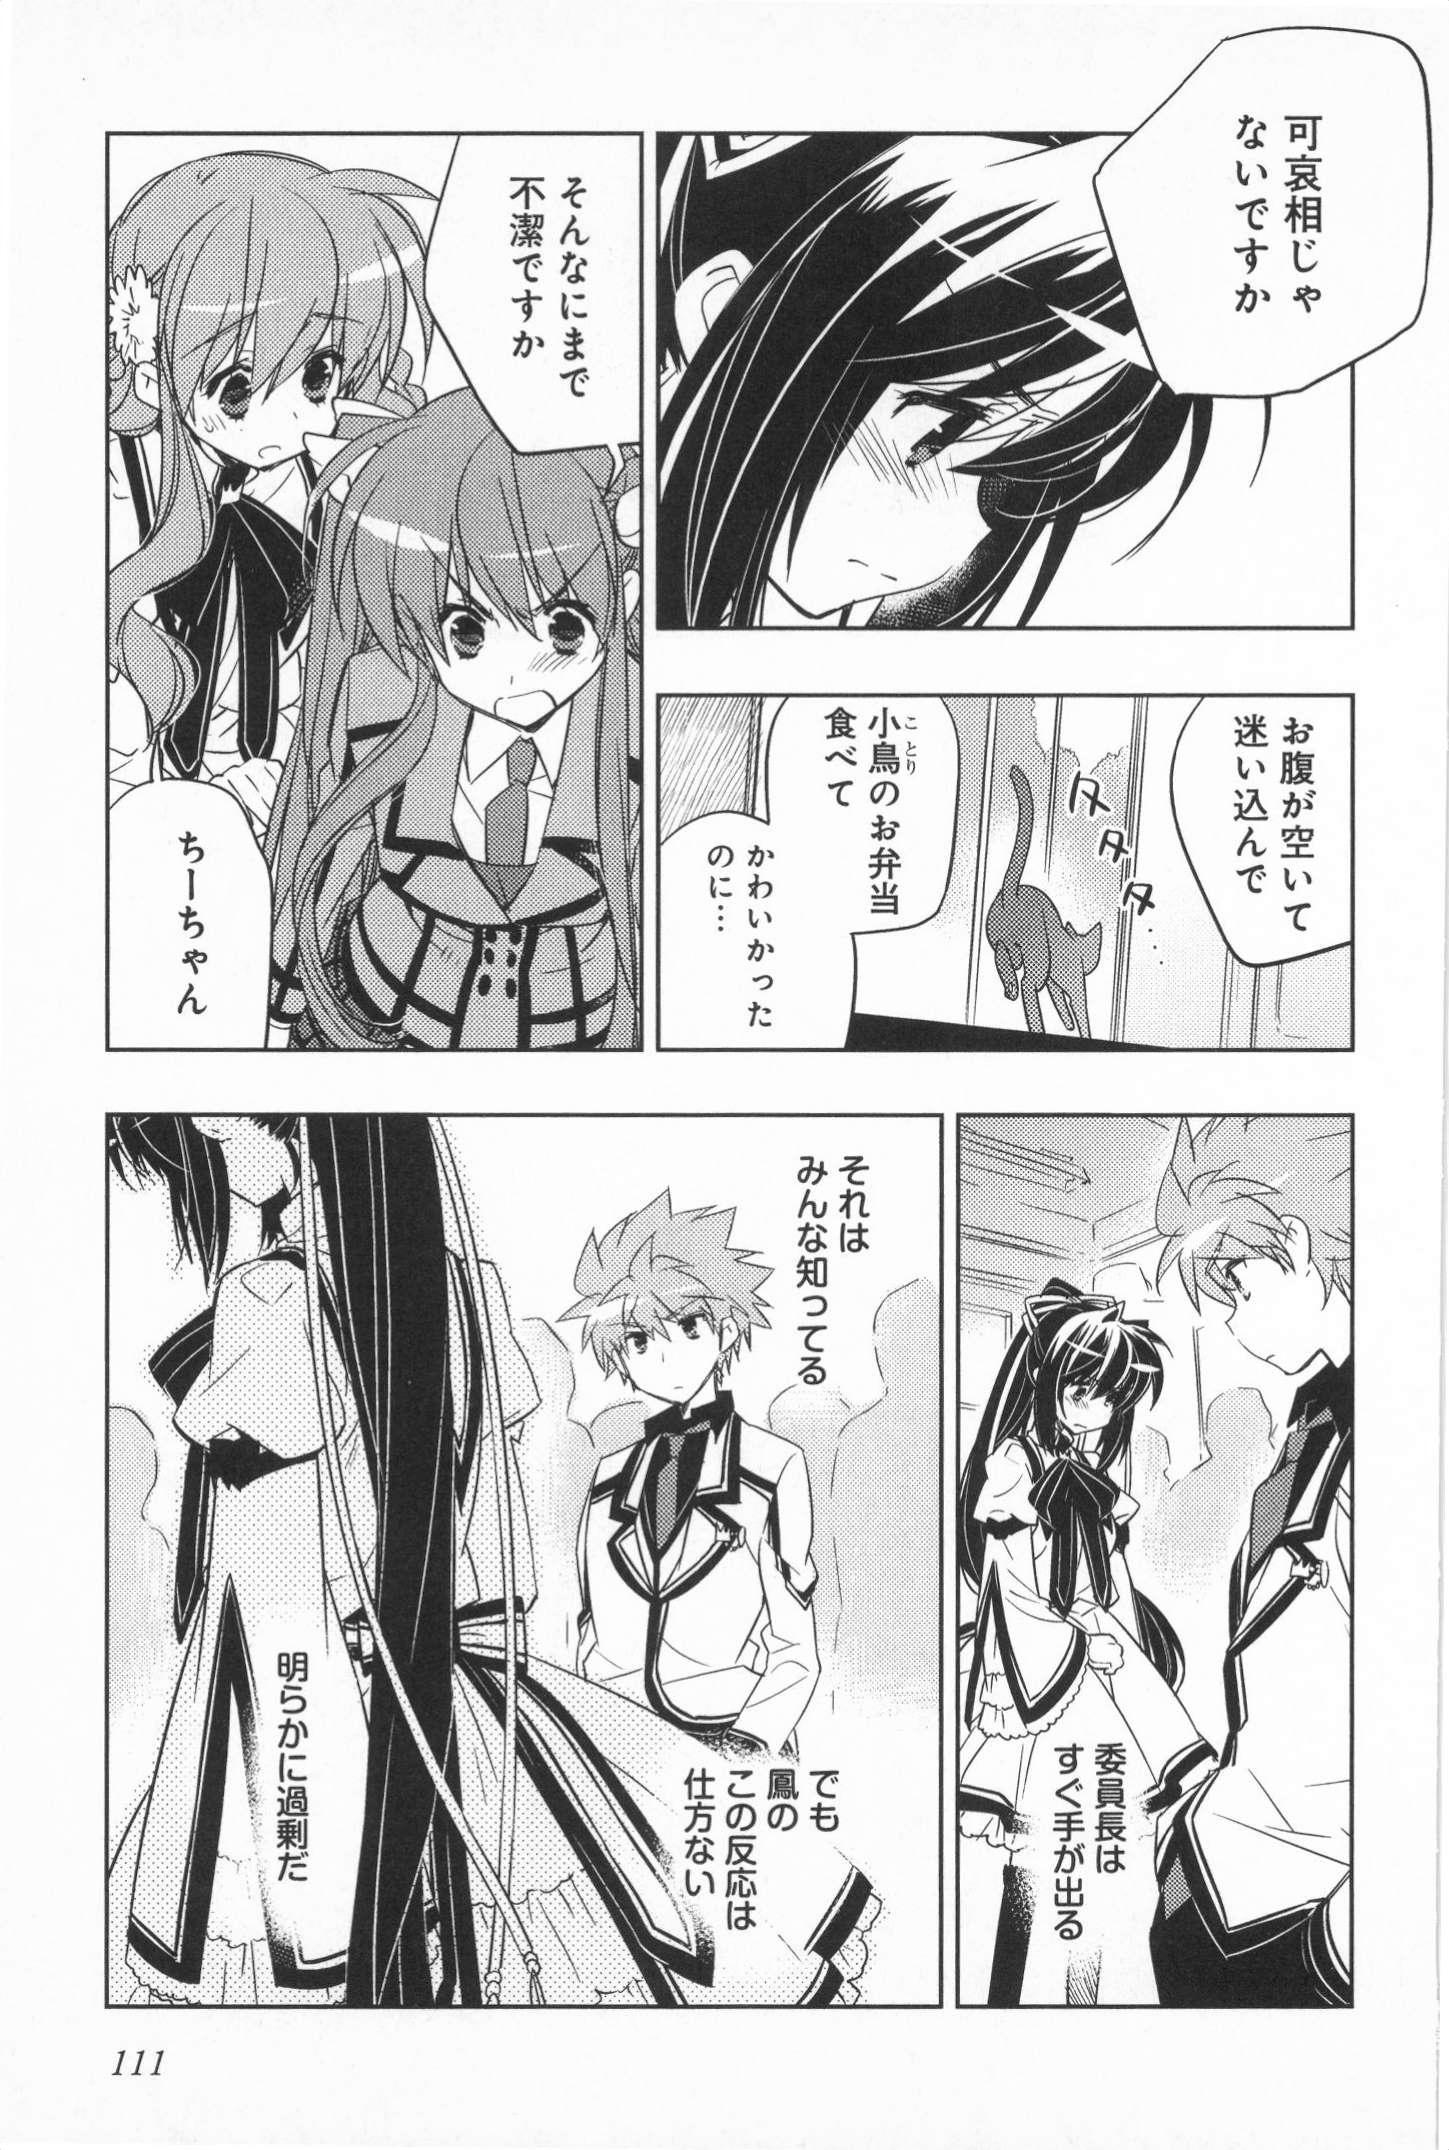 可哀相じゃ
ないですか
お腹が空いて
迷い込んで
タタタ…
小鳥のお弁当
ことり
食べて
かわいかった
のに…
そんなにまで
不潔ですか
ちーちゃん
委員長は
すぐ手が出る
それは
みんな知ってる
でも
鳳の
この反応は
仕方ない
明らかに過剰だ
111